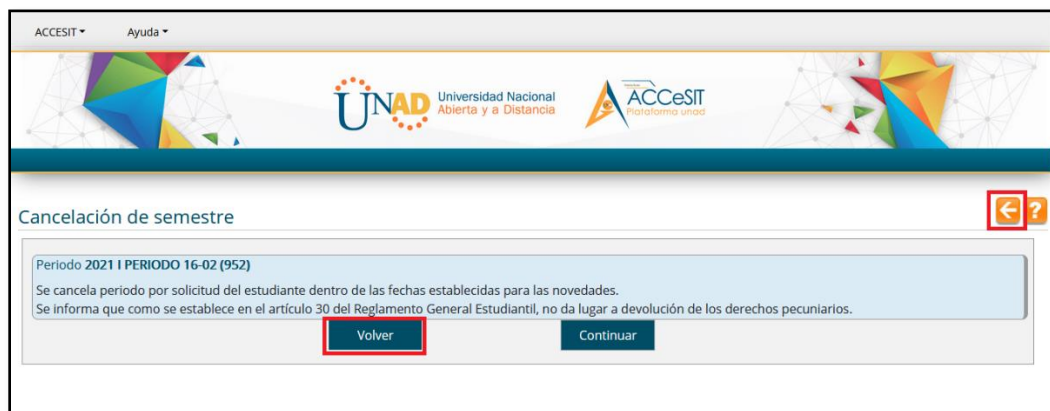 ACCESIT Ayuda
UNAD Universidad Nacional
Abierta y a Distancia
ACCeSIT
Plataforma unad
Cancelación de semestre
?
Periodo 2021 I PERIODO 16-02 (952)
Se cancela periodo por solicitud del estudiante dentro de las fechas establecidas para las novedades.
Se informa que como se establece en el artículo 30 del Reglamento General Estudiantil, no da lugar a devolución de los derechos pecuniarios.
Volver Continuar